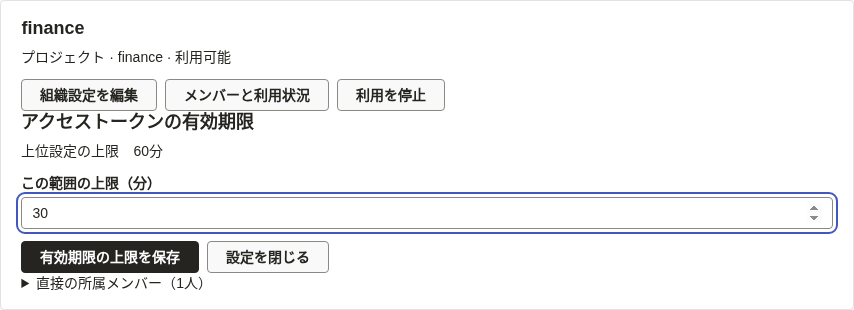 finance
プロジェクト · finance · 利用可能
組織設定を編集 メンバーと利用状況 利用を停止
アクセストークンの有効期限
上位設定の上限 60分
この範囲の上限（分）
30
有効期限の上限を保存 設定を閉じる
▶ 直接の所属メンバー（1人）